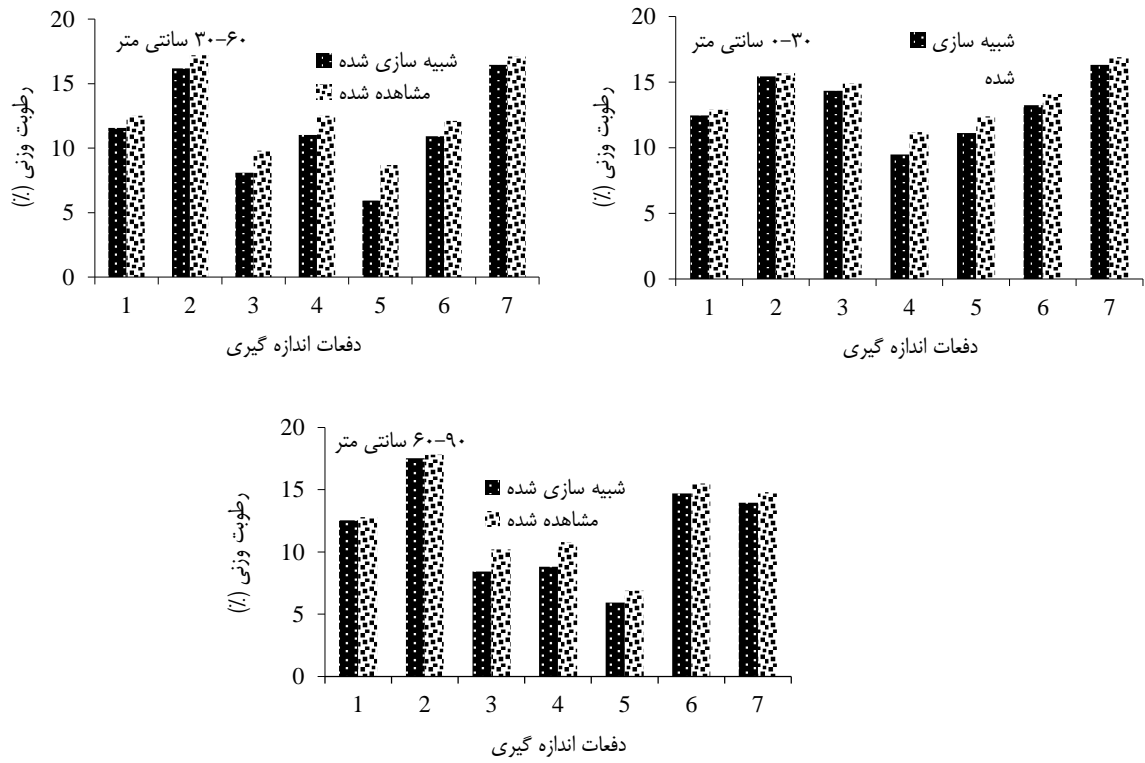 ۳۰-۶۰ سانتی متر
شبیه سازی شده
مشاهده شده
رطوبت وزنی (٪)
20
15
10
5
0
1 2 3 4 5 6 7
دفعات اندازه گیری
۰-۳۰ سانتی متر
شبیه سازی
شده
رطوبت وزنی (٪)
20
15
10
5
0
1 2 3 4 5 6 7
دفعات اندازه گیری
۶۰-۹۰ سانتی متر
شبیه سازی شده
مشاهده شده
رطوبت وزنی (٪)
20
15
10
5
0
1 2 3 4 5 6 7
دفعات اندازه گیری